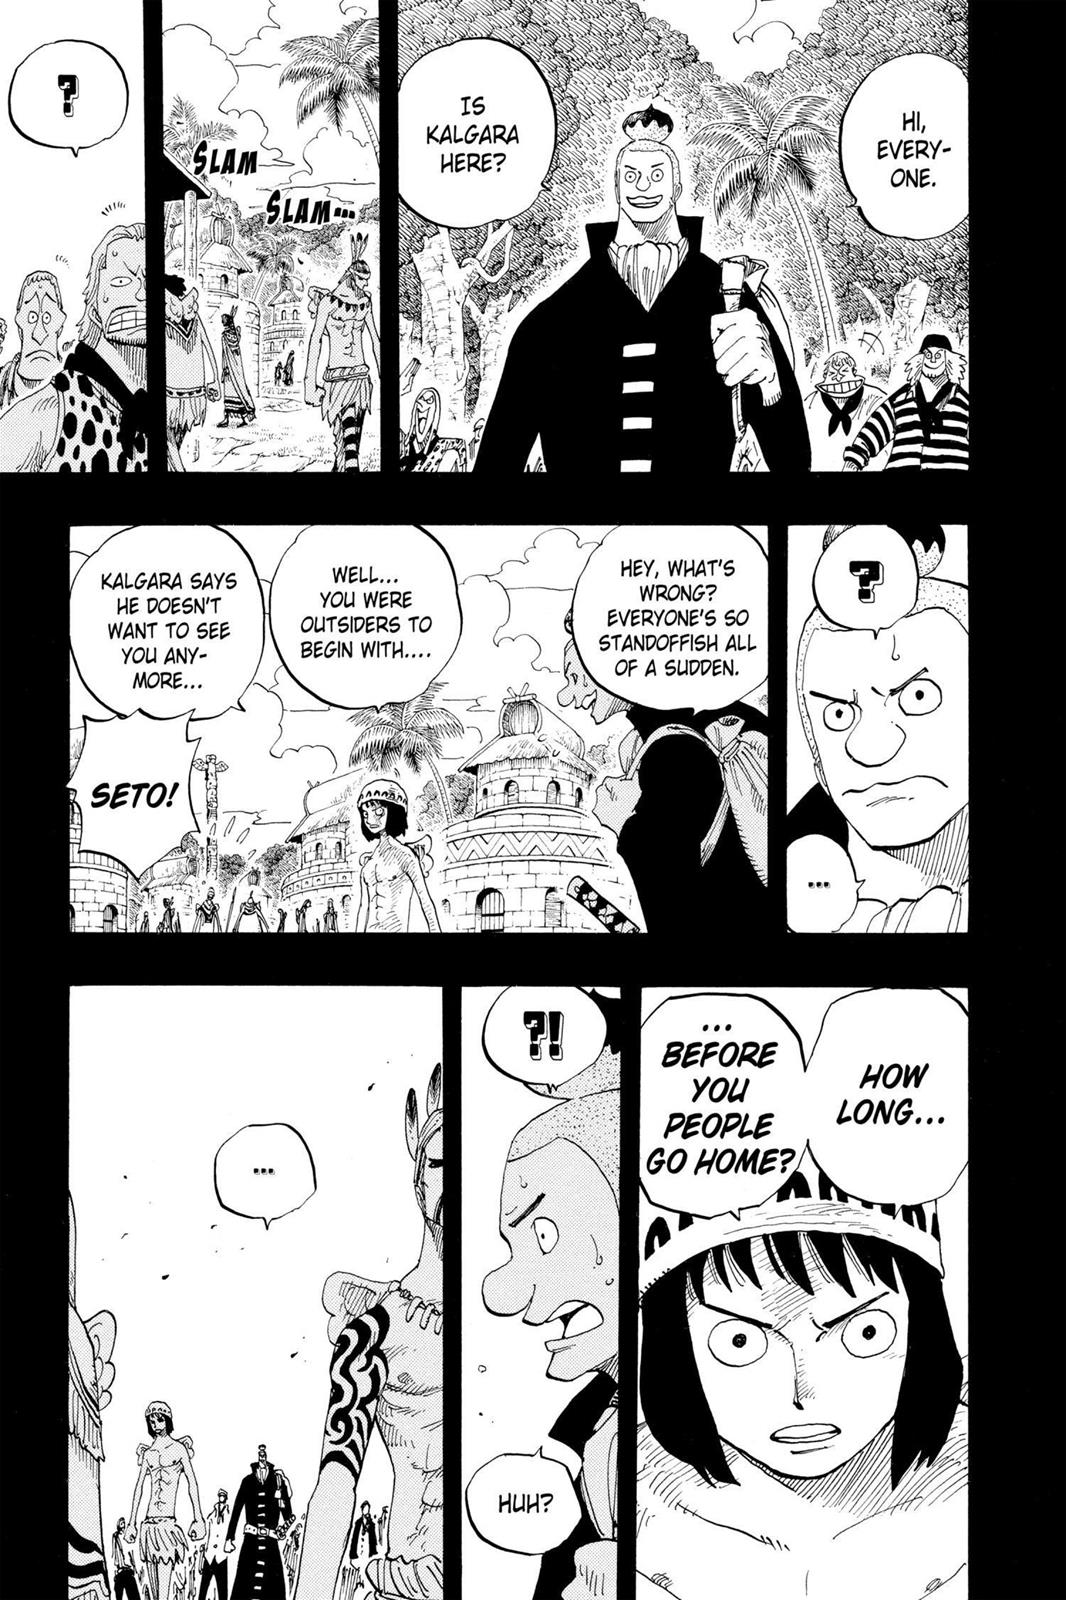 HI,
EVERY-
ONE.
IS
KALGARA
HERE?
SLAM
SLAM...
?
?
...
HEY, WHAT'S
WRONG?
EVERYONE'S SO
STANDOFFISH ALL
OF A SUDDEN.
WELL...
YOU WERE
OUTSIDERS TO
BEGIN WITH....
KALGARA SAYS
HE DOESN'T
WANT TO SEE
YOU ANY-
MORE...
SETO!
HOW
LONG...
...
BEFORE
YOU
PEOPLE
GO HOME?
?!
HUH?
...